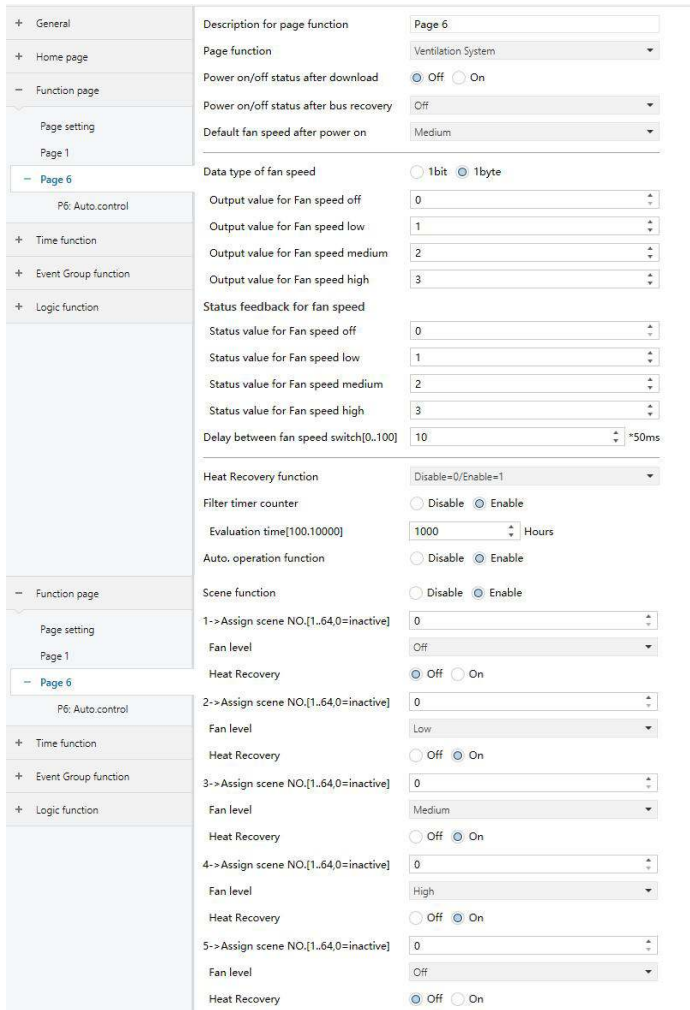 + General
+ Home page
− Function page
Page setting
Page 1
− Page 6
P6: Auto.control
+ Time function
+ Event Group function
+ Logic function
Description for page function Page 6
Page function Ventilation System
Power on/off status after download Off On
Power on/off status after bus recovery Off
Default fan speed after power on Medium
Data type of fan speed 1bit 1byte
Output value for Fan speed off 0
Output value for Fan speed low 1
Output value for Fan speed medium 2
Output value for Fan speed high 3
Status feedback for fan speed
Status value for Fan speed off 0
Status value for Fan speed low 1
Status value for Fan speed medium 2
Status value for Fan speed high 3
Delay between fan speed switch[0..100] 10 *50ms
Heat Recovery function Disable=0/Enable=1
Filter timer counter Disable Enable
Evaluation time[100.10000] 1000 Hours
Auto. operation function Disable Enable
− Function page
Page setting
Page 1
− Page 6
P6: Auto.control
+ Time function
+ Event Group function
+ Logic function
Scene function Disable Enable
1->Assign scene NO.[1..64,0=inactive] 0
Fan level Off
Heat Recovery Off On
2->Assign scene NO.[1..64,0=inactive] 0
Fan level Low
Heat Recovery Off On
3->Assign scene NO.[1..64,0=inactive] 0
Fan level Medium
Heat Recovery Off On
4->Assign scene NO.[1..64,0=inactive] 0
Fan level High
Heat Recovery Off On
5->Assign scene NO.[1..64,0=inactive] 0
Fan level Off
Heat Recovery Off On